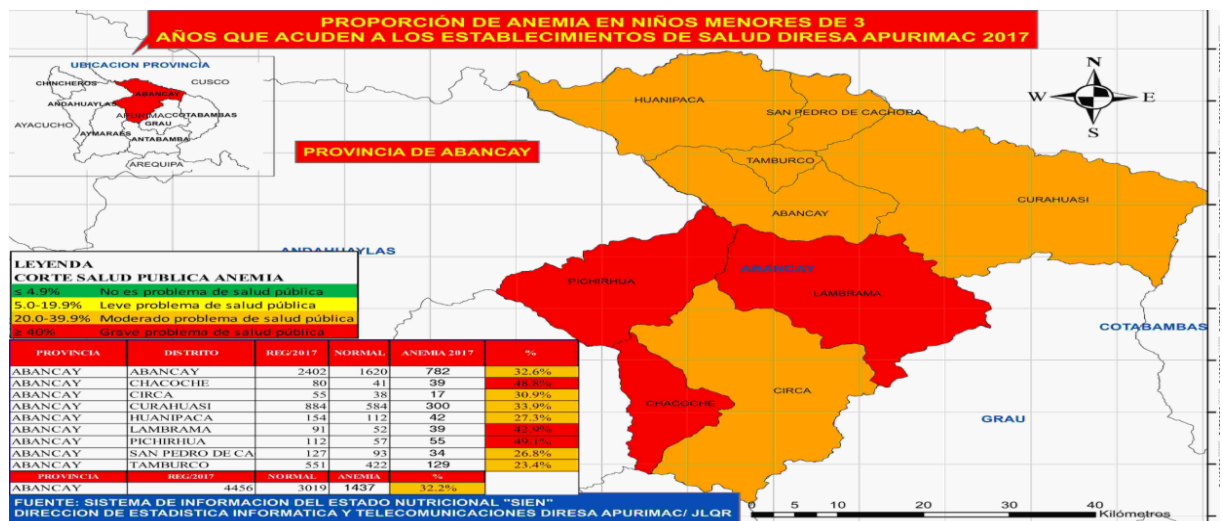 PROPORCIÓN DE ANEMIA EN NIÑOS MENORES DE 3
AÑOS QUE ACUDEN A LOS ESTABLECIMIENTOS DE SALUD DIRESA APURIMAC 2017
UBICACION PROVINCIA
CHINCHEROS
CUSCO
ABANCAY
ANDAHUAYLAS
APURIMAC
COTABAMBAS
AYACUCHO
GRAU
AYMARAES
ANTABAMBA
AREQUIPA
PROVINCIA DE ABANCAY
N
W E
S
HUANIPACA
SAN PEDRO DE CACHORA
TAMBURCO
CURAHUASI
ABANCAY
ANDAHUAYLAS
PICHIRHUA
ABANCAY
LAMBRAMA
COTABAMBAS
CHACOCHE
CIRCA
GRAU
LEYENDA
CORTE SALUD PUBLICA ANEMIA
≤ 4.9% No es problema de salud pública
5.0-19.9% Leve problema de salud pública
20.0-39.9% Moderado problema de salud pública
≥ 40% Grave problema de salud pública
PROVINCIA DISTRITO REG/2017 NORMAL ANEMIA 2017 %
ABANCAY ABANCAY 2402 1620 782 32.6%
ABANCAY CHACOCHE 80 41 39 48.8%
ABANCAY CIRCA 55 38 17 30.9%
ABANCAY CURAHUASI 884 584 300 33.9%
ABANCAY HUANIPACA 154 112 42 27.3%
ABANCAY LAMBRAMA 91 52 39 42.9%
ABANCAY PICHIRHUA 112 57 55 49.1%
ABANCAY SAN PEDRO DE CA 127 93 34 26.8%
ABANCAY TAMBURCO 551 422 129 23.4%
PROVINCIA REG/2017 NORMAL ANEMIA %
ABANCAY 4456 3019 1437 32.2%
FUENTE: SISTEMA DE INFORMACION DEL ESTADO NUTRICIONAL "SIEN"
DIRECCION DE ESTADISTICA INFORMATICA Y TELECOMUNICACIONES DIRESA APURIMAC/ JLQR
0 5 10 20 30 40
Kilómetros